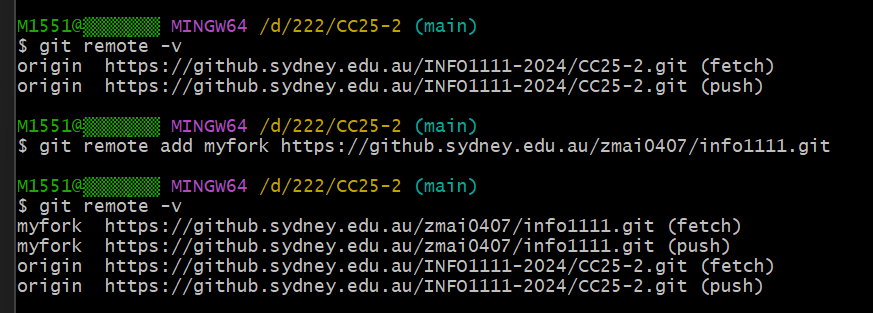 M1551@ MINGW64 /d/222/CC25-2 (main)
$ git remote -v
origin  https://github.sydney.edu.au/INFO1111-2024/CC25-2.git (fetch)
origin  https://github.sydney.edu.au/INFO1111-2024/CC25-2.git (push)
M1551@ MINGW64 /d/222/CC25-2 (main)
$ git remote add myfork https://github.sydney.edu.au/zmai0407/info1111.git
M1551@ MINGW64 /d/222/CC25-2 (main)
$ git remote -v
myfork  https://github.sydney.edu.au/zmai0407/info1111.git (fetch)
myfork  https://github.sydney.edu.au/zmai0407/info1111.git (push)
origin  https://github.sydney.edu.au/INFO1111-2024/CC25-2.git (fetch)
origin  https://github.sydney.edu.au/INFO1111-2024/CC25-2.git (push)